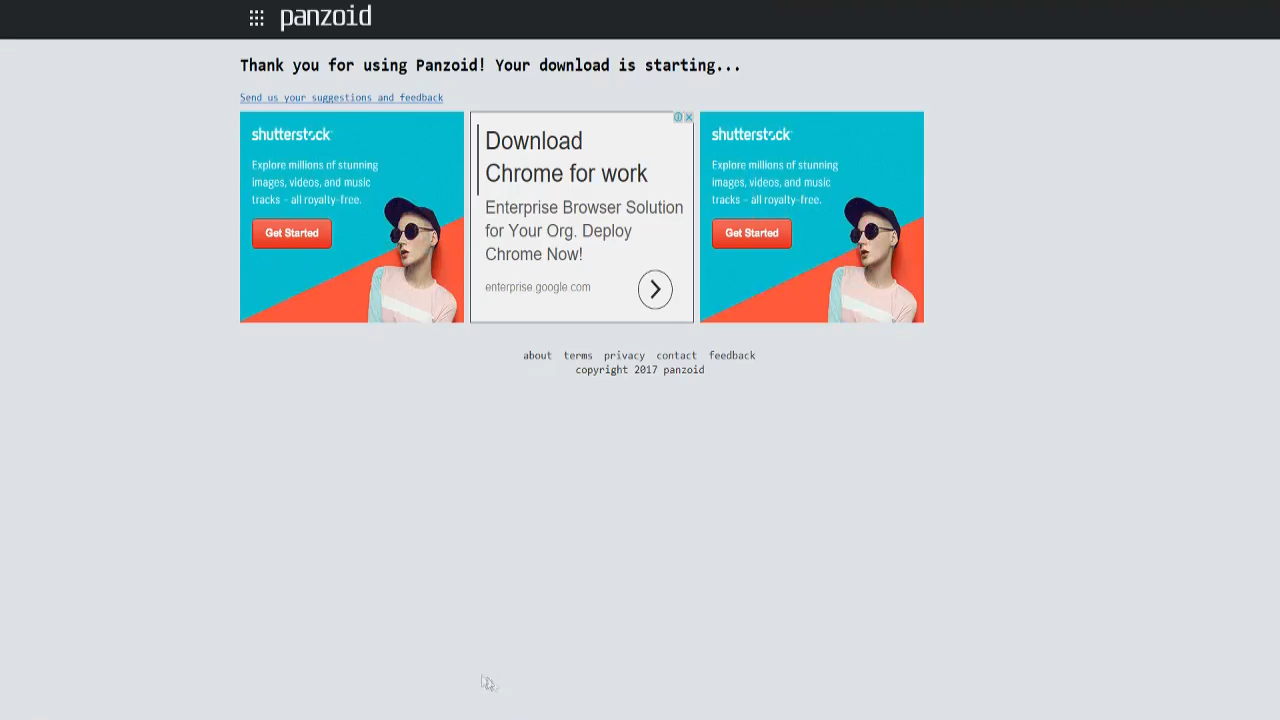 panzoid
Thank you for using Panzoid! Your download is starting...
Send us your suggestions and feedback
shutterstock
Explore millions of stunning
images, videos, and music
tracks – all royalty-free.
Get Started
Download
Chrome for work
Enterprise Browser Solution
for Your Org. Deploy
Chrome Now!
enterprise.google.com
shutterstock
Explore millions of stunning
images, videos, and music
tracks – all royalty-free.
Get Started
about terms privacy contact feedback
copyright 2017 panzoid